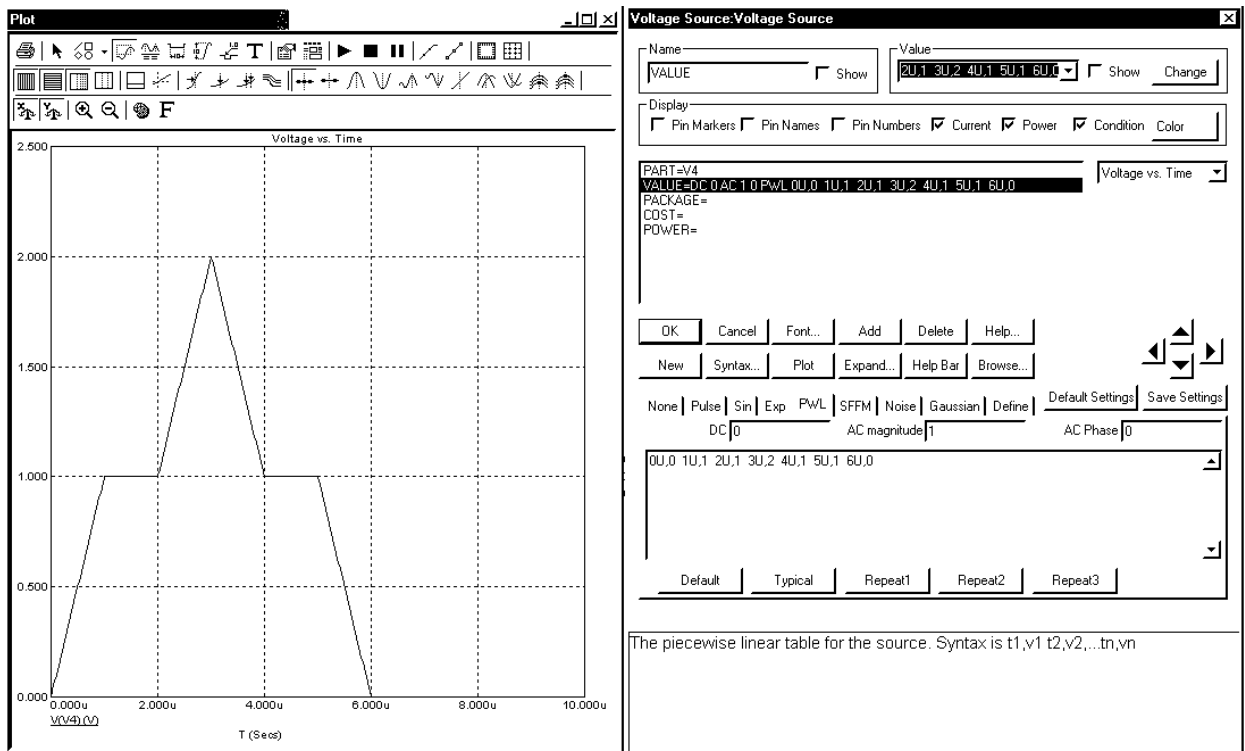 Plot
T
F
Voltage vs. Time
2.500
2.000
1.500
1.000
0.500
0.000
0.000u 2.000u 4.000u 6.000u 8.000u 10.000u
V(V4) (V)
T (Secs)
Voltage Source:Voltage Source
Name
VALUE
Show
Value
2U,1 3U,2 4U,1 5U,1 6U,0
Show
Change
Display
Pin Markers Pin Names Pin Numbers Current Power Condition Color
PART=V4
VALUE=DC 0 AC 1 0 PWL 0U,0 1U,1 2U,1 3U,2 4U,1 5U,1 6U,0
PACKAGE=
COST=
POWER=
Voltage vs. Time
OK Cancel Font... Add Delete Help...
New Syntax... Plot Expand... Help Bar Browse...
Default Settings Save Settings
None Pulse Sin Exp PWL SFFM Noise Gaussian Define
DC 0 AC magnitude 1 AC Phase 0
0U,0 1U,1 2U,1 3U,2 4U,1 5U,1 6U,0
Default Typical Repeat1 Repeat2 Repeat3
The piecewise linear table for the source. Syntax is t1,v1 t2,v2,...tn,vn